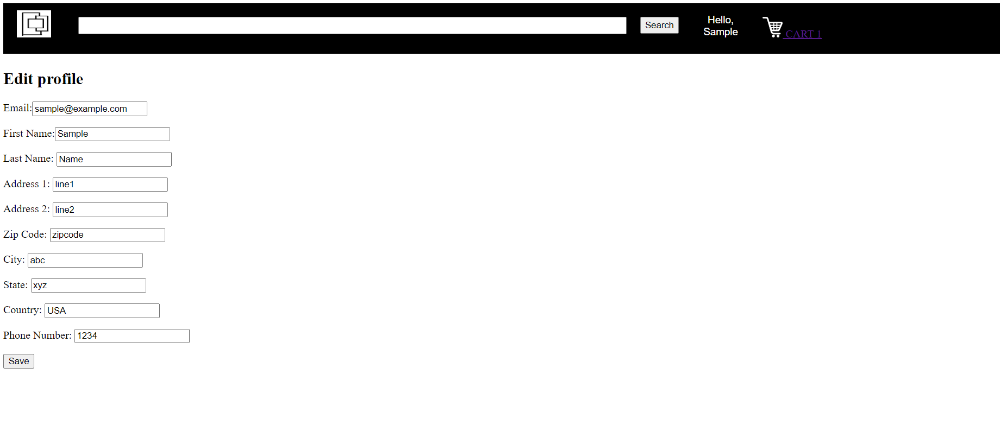 Search
Hello,
Sample
CART 1
Edit profile
Email: sample@example.com
First Name: Sample
Last Name: Name
Address 1: line1
Address 2: line2
Zip Code: zipcode
City: abc
State: xyz
Country: USA
Phone Number: 1234
Save